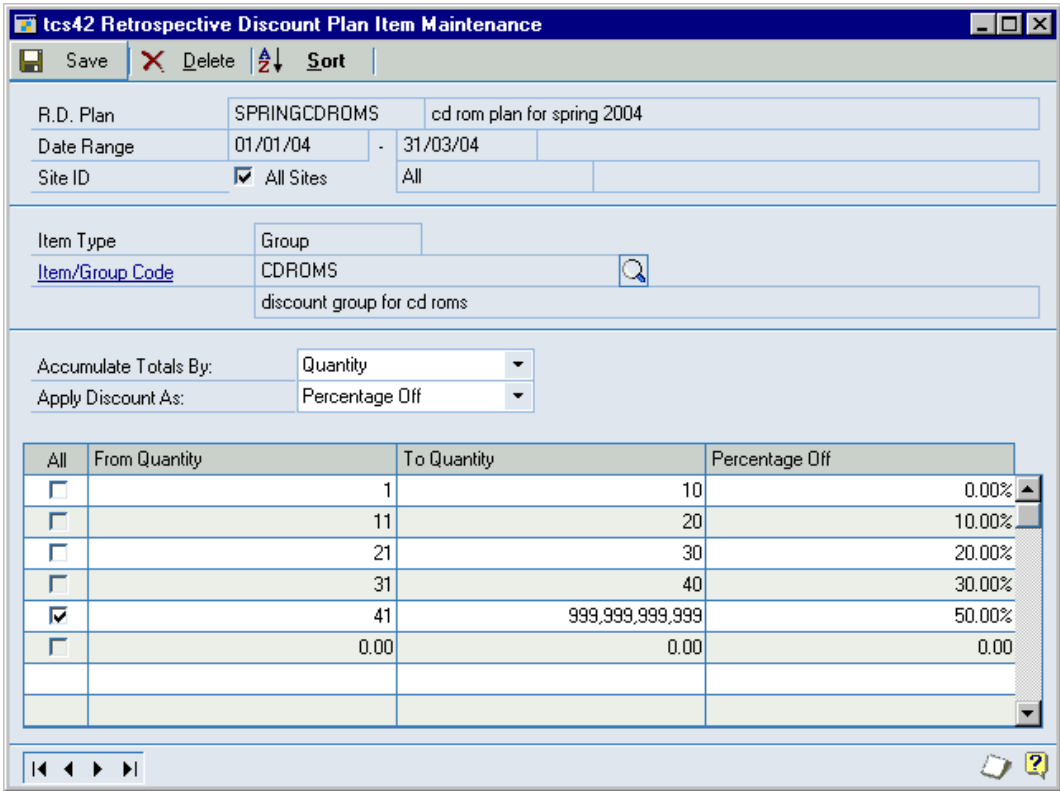 tcs42 Retrospective Discount Plan Item Maintenance
Save Delete Sort
R.D. Plan SPRINGCDROMS cd rom plan for spring 2004
Date Range 01/01/04 - 31/03/04
Site ID All Sites All
Item Type Group
Item/Group Code CDROMS
discount group for cd roms
Accumulate Totals By: Quantity
Apply Discount As: Percentage Off
All From Quantity To Quantity Percentage Off
1 10 0.00%
11 20 10.00%
21 30 20.00%
31 40 30.00%
41 999,999,999,999 50.00%
0.00 0.00 0.00